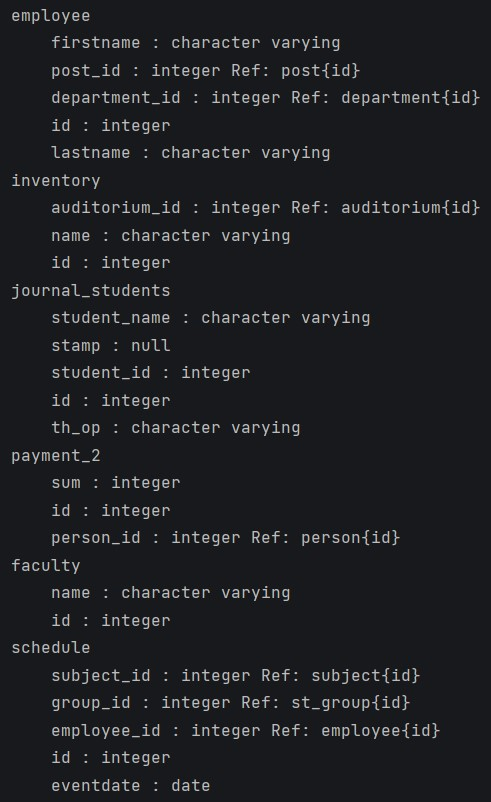 employee
firstname : character varying
post_id : integer Ref: post{id}
department_id : integer Ref: department{id}
id : integer
lastname : character varying
inventory
auditorium_id : integer Ref: auditorium{id}
name : character varying
id : integer
journal_students
student_name : character varying
stamp : null
student_id : integer
id : integer
th_op : character varying
payment_2
sum : integer
id : integer
person_id : integer Ref: person{id}
faculty
name : character varying
id : integer
schedule
subject_id : integer Ref: subject{id}
group_id : integer Ref: st_group{id}
employee_id : integer Ref: employee{id}
id : integer
eventdate : date